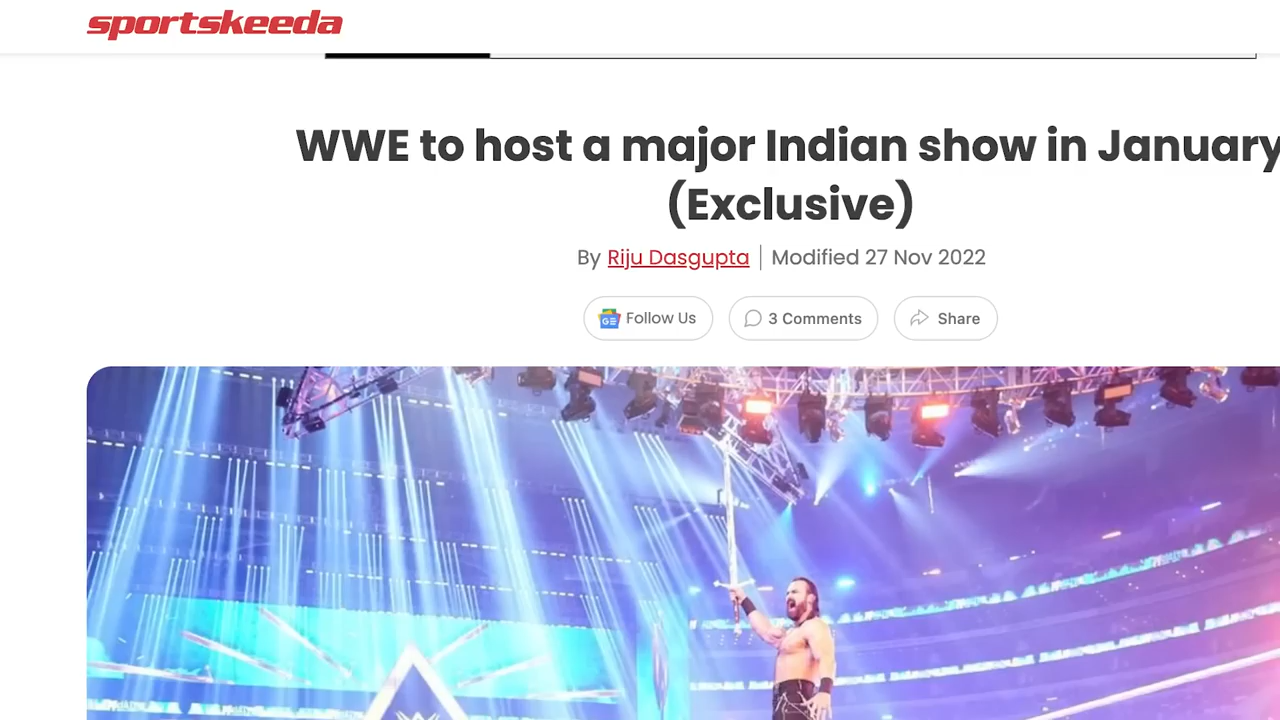 sportskeeda
WWE to host a major Indian show in January
(Exclusive)
By Riju Dasgupta | Modified 27 Nov 2022
Follow Us
3 Comments
Share